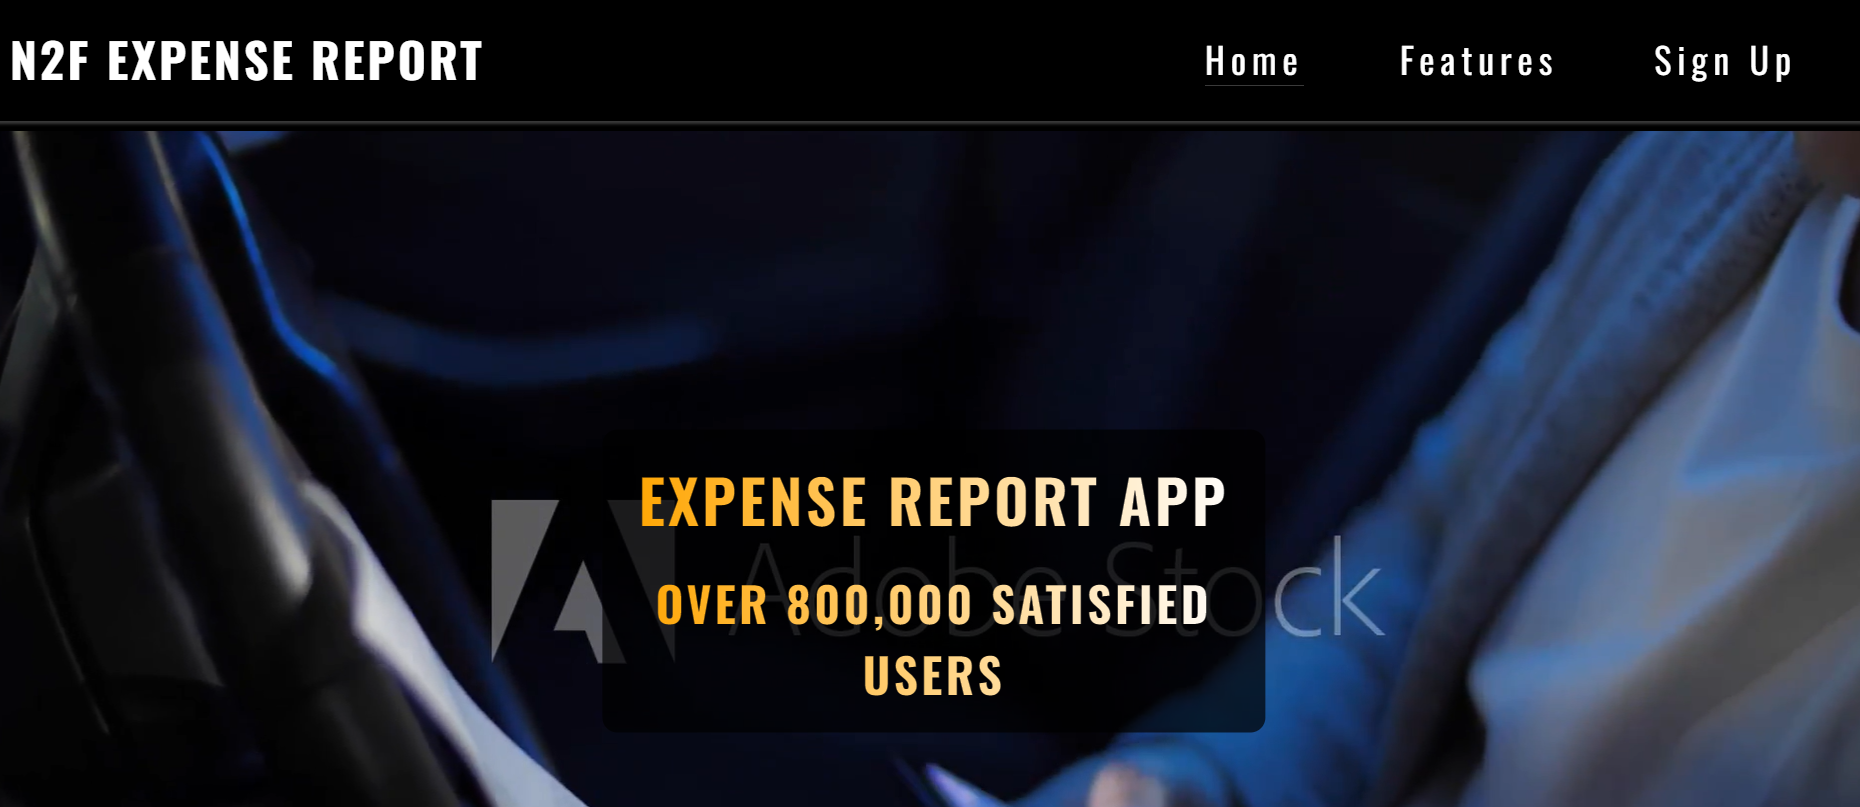 N2F EXPENSE REPORT
Home
Features
Sign Up
EXPENSE REPORT APP
Adobe Stock
OVER 800,000 SATISFIED
USERS